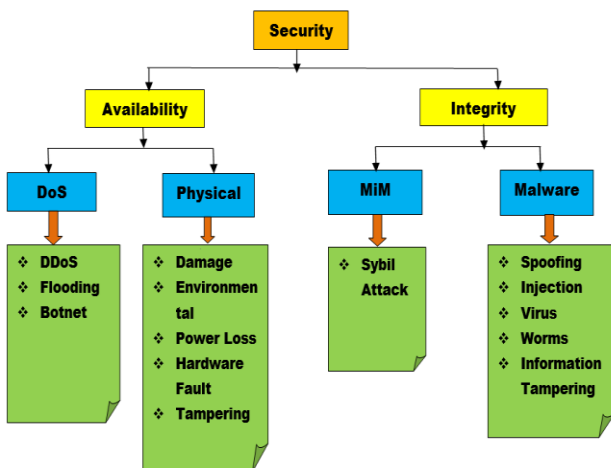 Security
Availability
Integrity
DoS
Physical
MiM
Malware
❖ DDoS
❖ Flooding
❖ Botnet
❖ Damage
❖ Environmen
tal
❖ Power Loss
❖ Hardware
Fault
❖ Tampering
❖ Sybil
Attack
❖ Spoofing
❖ Injection
❖ Virus
❖ Worms
❖ Information
Tampering